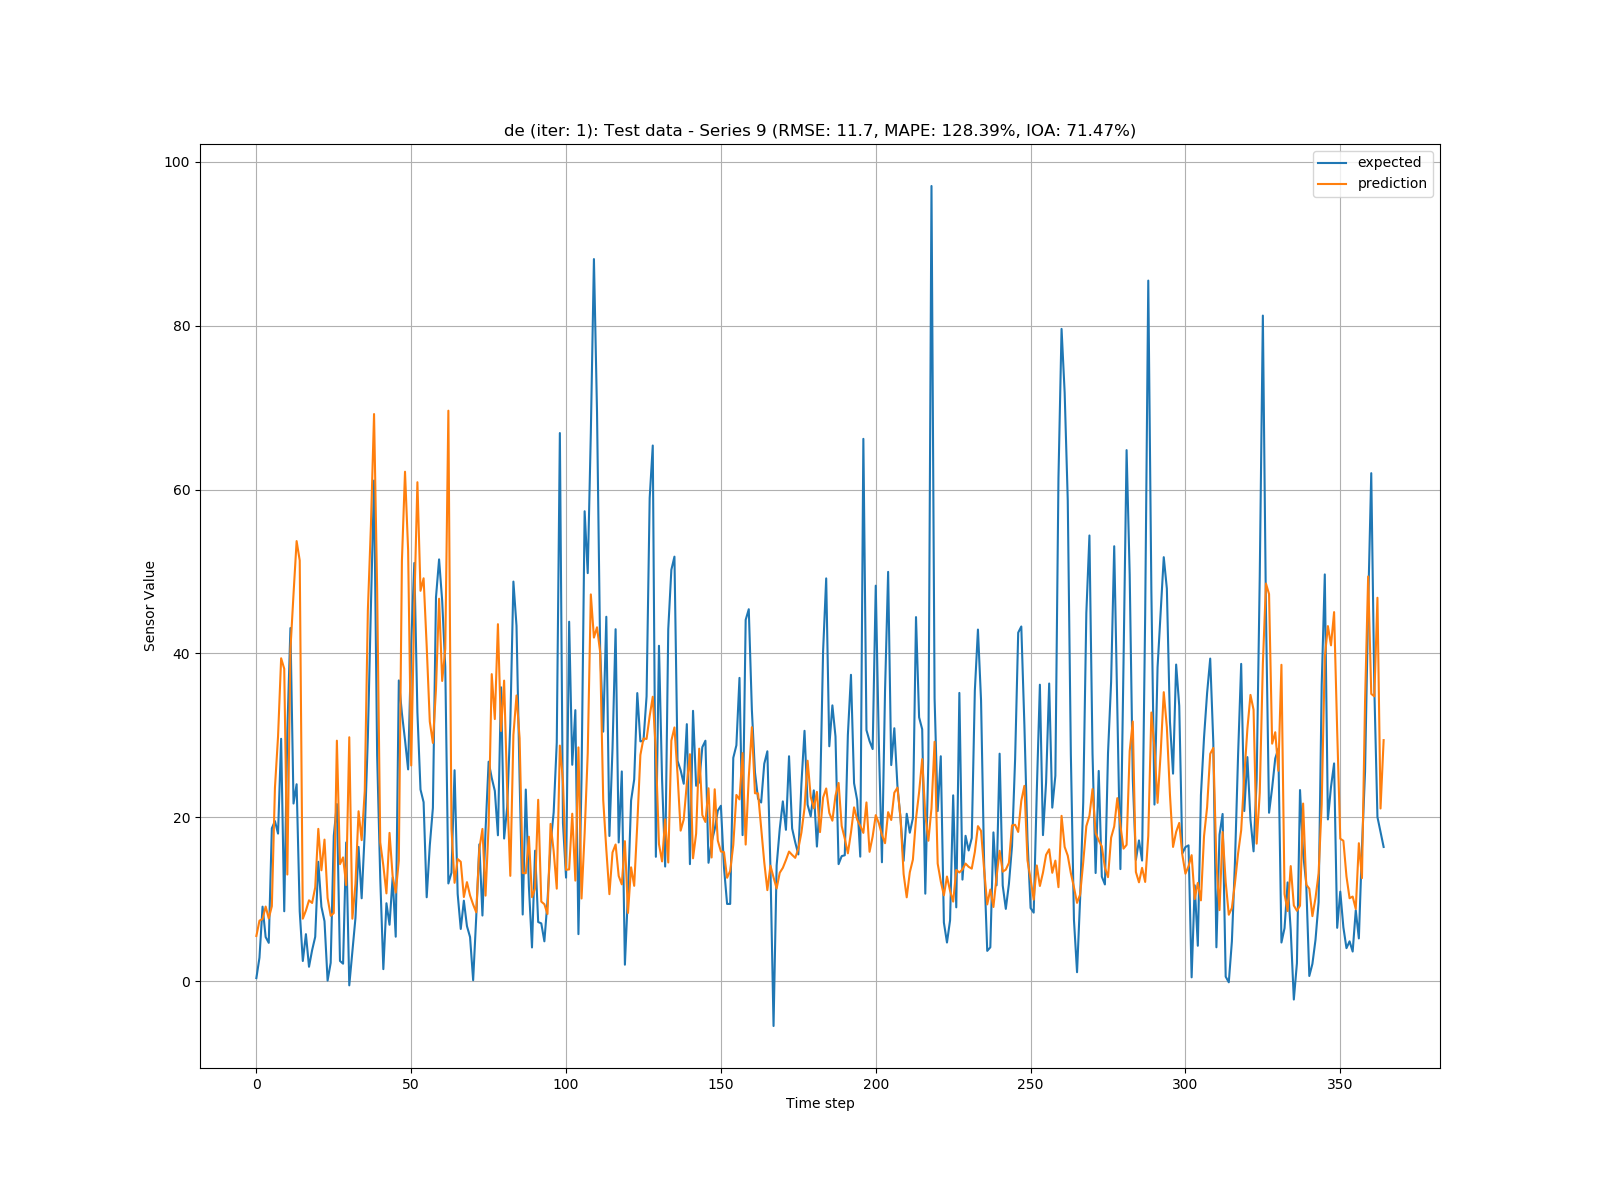 de (iter: 1): Test data - Series 9 (RMSE: 11.7, MAPE: 128.39%, IOA: 71.47%)
expected
prediction
100
80
60
40
20
0
Sensor Value
0 50 100 150 200 250 300 350
Time step